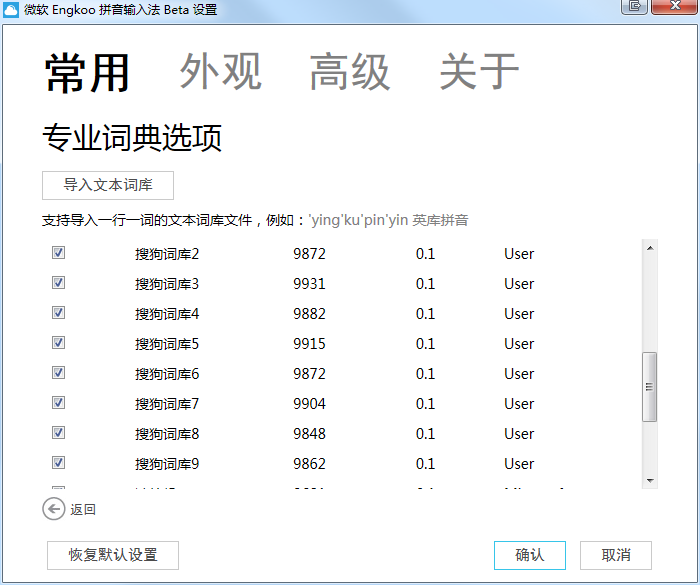 微软 Engkoo 拼音输入法 Beta 设置
常用 外观 高级 关于
专业词典选项
导入文本词库
支持导入一行一词的文本词库文件，例如：'ying'ku'pin'yin 英库拼音
搜狗词库2 9872 0.1 User
搜狗词库3 9931 0.1 User
搜狗词库4 9882 0.1 User
搜狗词库5 9915 0.1 User
搜狗词库6 9872 0.1 User
搜狗词库7 9904 0.1 User
搜狗词库8 9848 0.1 User
搜狗词库9 9862 0.1 User
返回
恢复默认设置 确认 取消